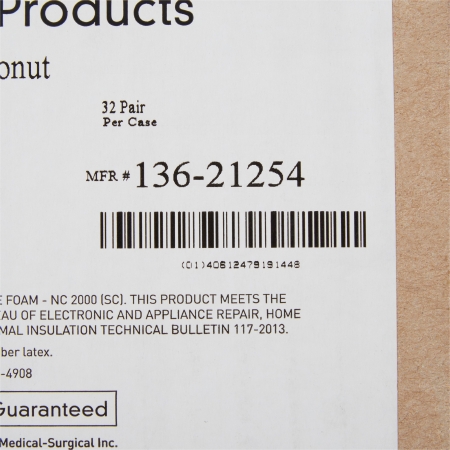 Products
onut
32 Pair
Per Case
MFR # 136-21254
(01)40612479191448
E FOAM - NC 2000 (SC). THIS PRODUCT MEETS THE
EAU OF ELECTRONIC AND APPLIANCE REPAIR, HOME
MAL INSULATION TECHNICAL BULLETIN 117-2013.
ber latex.
-4908
Guaranteed
Medical-Surgical Inc.